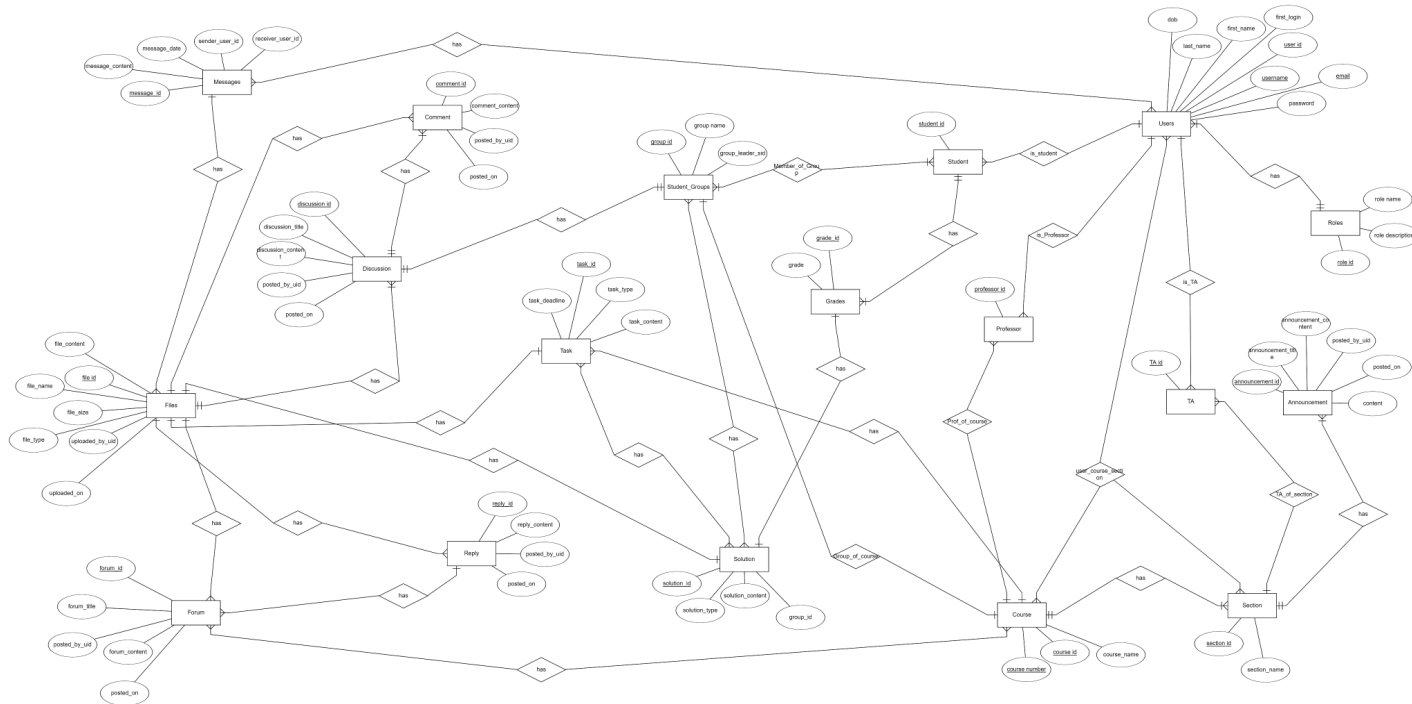 dob
first_login
first_name
last_name
user id
username
email
password
Users
sender_user_id
receiver_user_id
message_date
message_content
message_id
Messages
has
comment id
comment_content
Comment
posted_by_uid
posted_on
has
has
has
group name
group id
group_leader_sid
Student_Groups
Member_of_Grou
p
student id
Student
is_student
has
role name
Roles
role description
role id
discussion id
discussion_title
discussion_conten
t
posted_by_uid
posted_on
Discussion
has
has
is_Professor
grade_id
grade
Grades
has
is_TA
task_id
task_deadline
task_type
task_content
Task
professor id
Professor
announcement_co
ntent
announcement_titl
e
posted_by_uid
posted_on
announcement id
content
Announcement
TA id
TA
file_content
file id
file_name
file_size
file_type
uploaded_by_uid
uploaded_on
Files
has
has
has
has
Prof_of_course
has
has
has
user_course_secti
on
TA_of_section
has
has
has
reply_id
reply_content
Reply
posted_by_uid
posted_on
Solution
solution_id
solution_content
solution_type
group_id
Group_of_course
has
forum_id
forum_title
posted_by_uid
forum_content
posted_on
Forum
has
has
Course
course id
course_name
course number
Section
section id
section_name